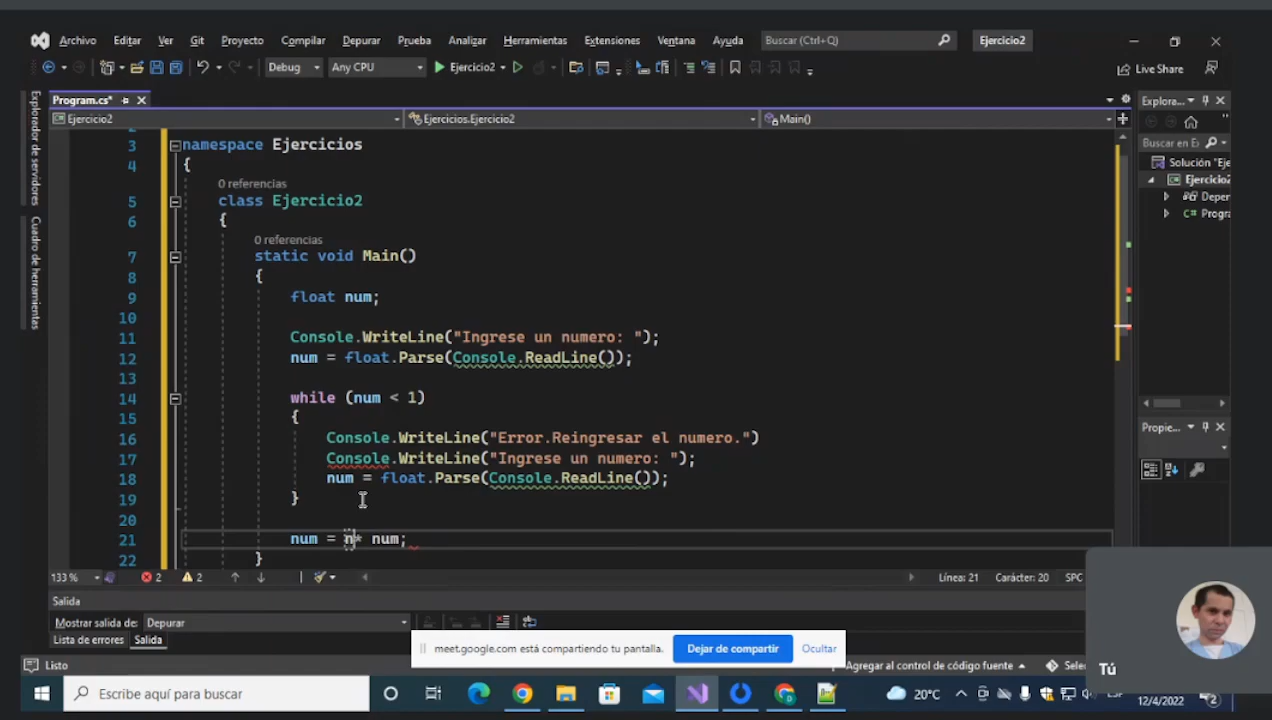 Archivo Editar Ver Git Proyecto Compilar Depurar Prueba Analizar Herramientas Extensiones Ventana Ayuda Buscar (Ctrl+Q) Ejercicio2
Debug Any CPU Ejercicio2 Live Share
Explorador de servidores
Cuadro de herramientas
Program.cs*
Ejercicio2 Ejercicios.Ejercicio2 Main()
3 namespace Ejercicios
4 {
0 referencias
5 class Ejercicio2
6 {
0 referencias
7 static void Main()
8 {
9 float num;
10
11 Console.WriteLine("Ingrese un numero: ");
12 num = float.Parse(Console.ReadLine());
13
14 while (num < 1)
15 {
16 Console.WriteLine("Error.Reingresar el numero.")
17 Console.WriteLine("Ingrese un numero: ");
18 num = float.Parse(Console.ReadLine());
19 }
20
21 num = n* num;
22 }
133 % 2 2 Línea: 21 Carácter: 20 SPC
Explora...
Buscar en E
Solución "Eje
Ejercicio2
Depen
Progra
Propie...
Salida
Mostrar salida de: Depurar
Lista de errores Salida
meet.google.com está compartiendo tu pantalla. Dejar de compartir Ocultar
Listo Agregar al control de código fuente Selec
Tú
Escribe aquí para buscar 20°C ESP 12/4/2022 2